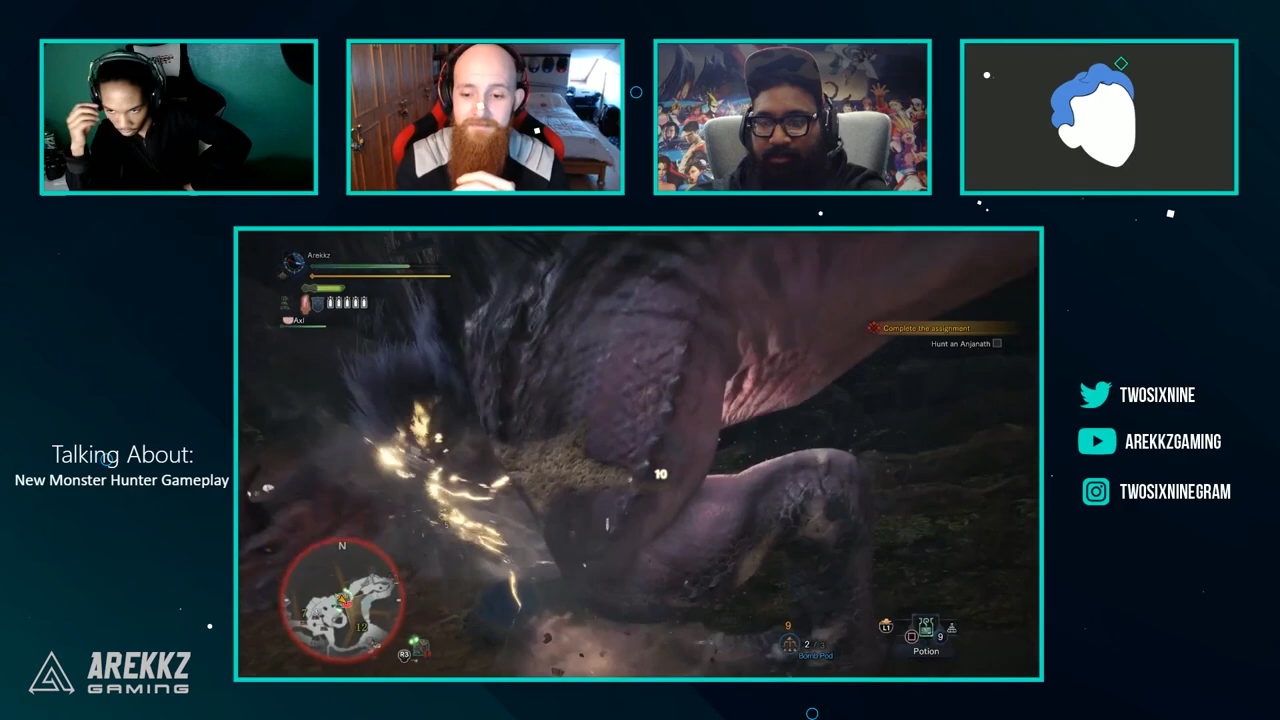 Arekkz
Axl
Complete the assignment
Hunt an Anjanath
10
Talking About:
New Monster Hunter Gameplay
TWOSIXNINE
AREKKZGAMING
TWOSIXNINEGRAM
N
7
12
R3
9
2 / 3
Bomb Pod
L1
9
Potion
AREKKZ
GAMING